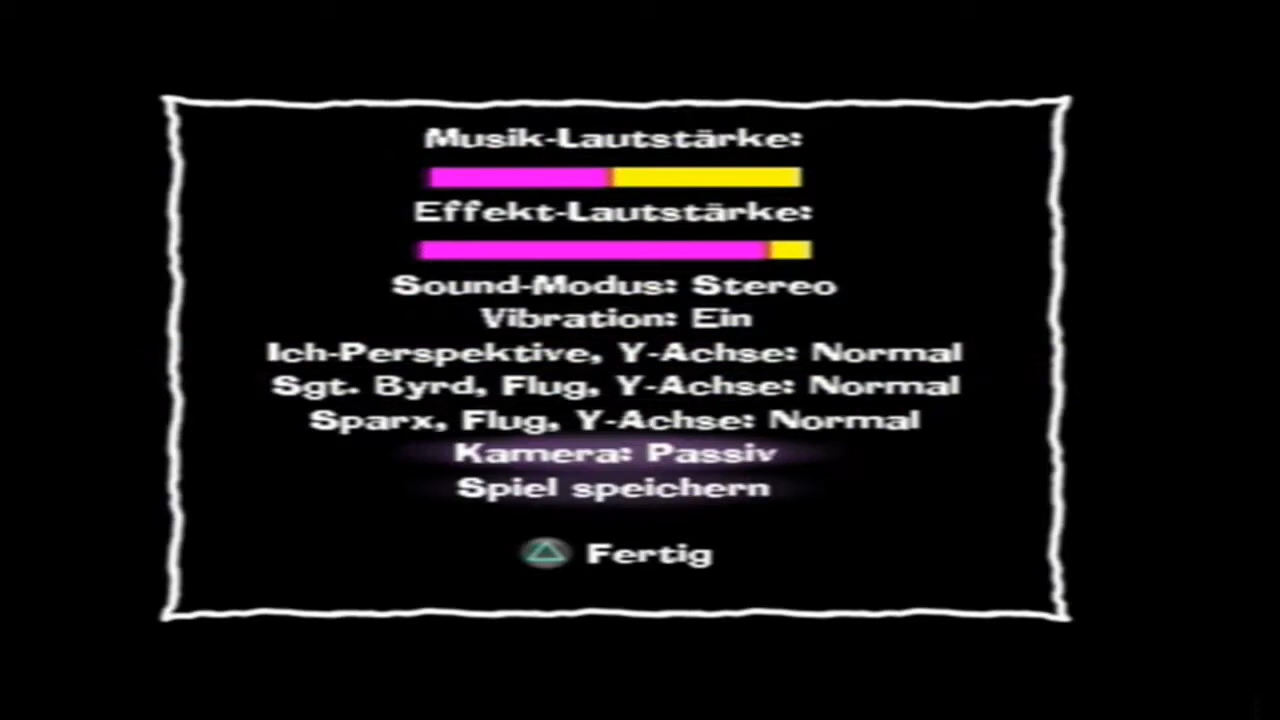 Musik-Lautstärke:
Effekt-Lautstärke:
Sound-Modus: Stereo
Vibration: Ein
Ich-Perspektive, Y-Achse: Normal
Sgt. Byrd, Flug, Y-Achse: Normal
Sparx, Flug, Y-Achse: Normal
Kamera: Passiv
Spiel speichern
Fertig